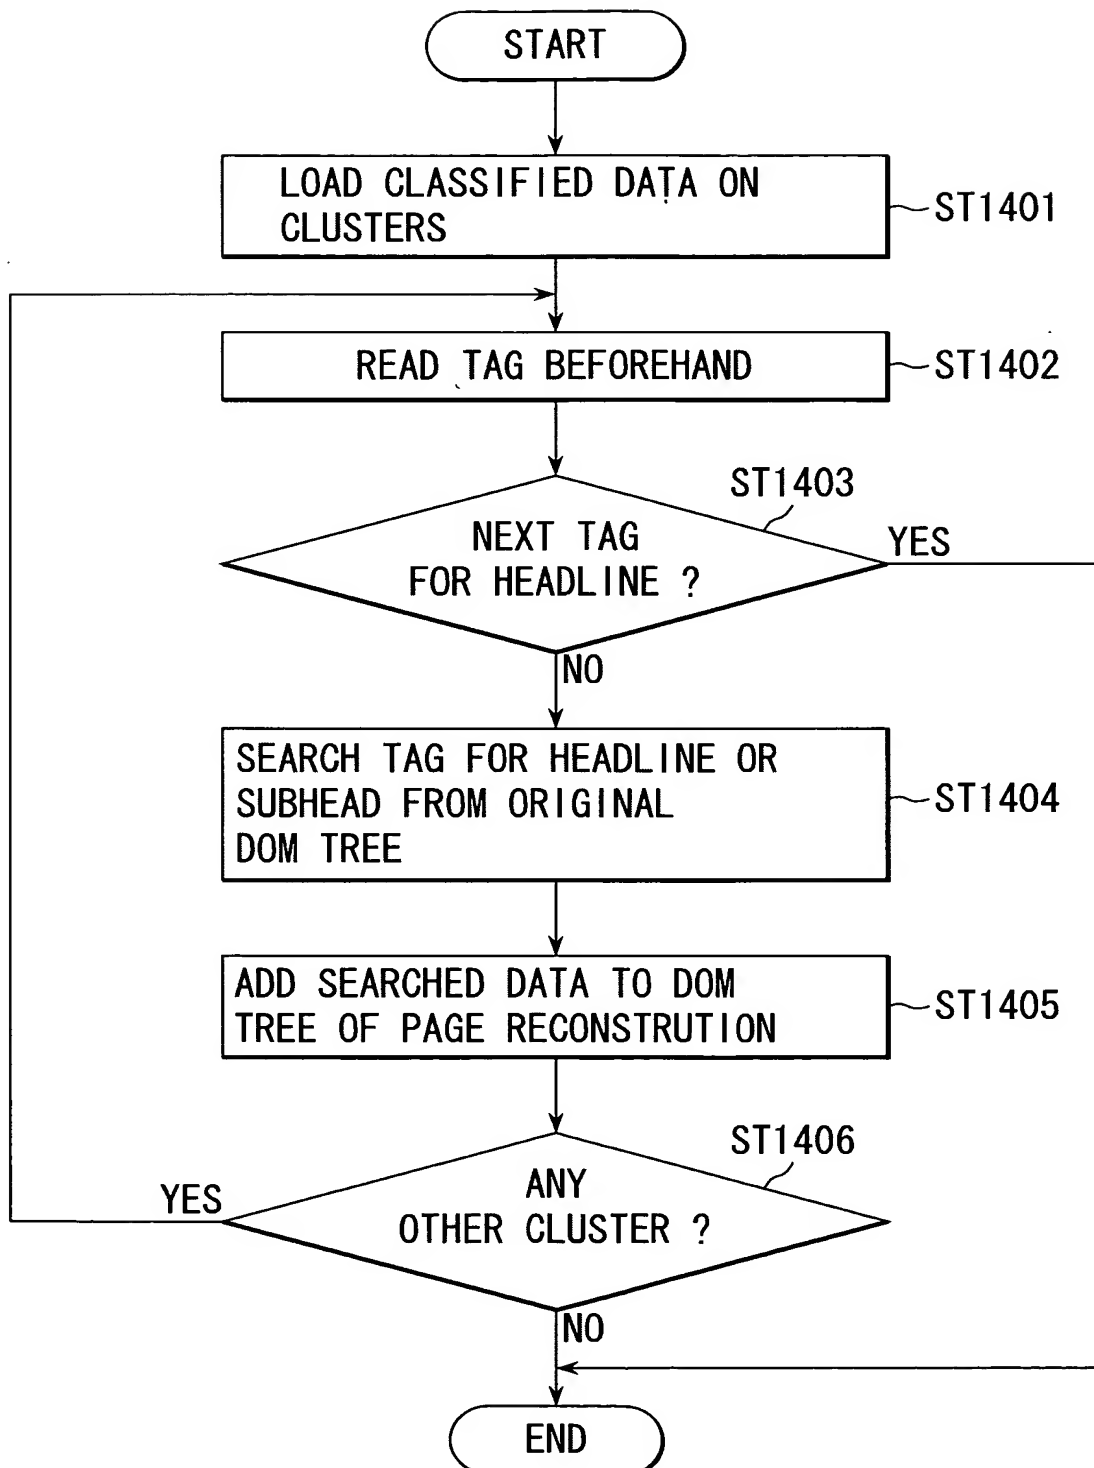 START
LOAD CLASSIFIED DATA ON
CLUSTERS
ST1401
READ TAG BEFOREHAND
ST1402
ST1403
NEXT TAG
FOR HEADLINE ?
YES
NO
SEARCH TAG FOR HEADLINE OR
SUBHEAD FROM ORIGINAL
DOM TREE
ST1404
ADD SEARCHED DATA TO DOM
TREE OF PAGE RECONSTRUTION
ST1405
ST1406
ANY
OTHER CLUSTER ?
YES
NO
END